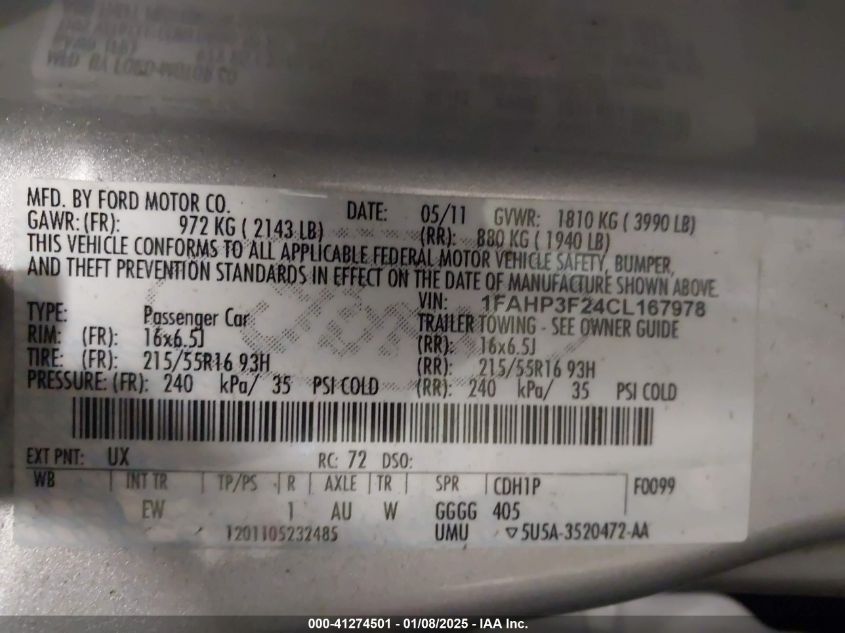 MFD. BY FORD MOTOR CO. DATE: 05/11 GVWR: 1810 KG ( 3990 LB)
GAWR: (FR): 972 KG ( 2143 LB) (RR): 880 KG ( 1940 LB)
THIS VEHICLE CONFORMS TO ALL APPLICABLE FEDERAL MOTOR VEHICLE SAFETY, BUMPER,
AND THEFT PREVENTION STANDARDS IN EFFECT ON THE DATE OF MANUFACTURE SHOWN ABOVE.
VIN: 1FAHP3F24CL167978
TYPE: Passenger Car TRAILER TOWING - SEE OWNER GUIDE
RIM: (FR): 16x6.5J (RR): 16x6.5J
TIRE: (FR): 215/55R16 93H (RR): 215/55R16 93H
PRESSURE: (FR): 240 kPa/ 35 PSI COLD (RR): 240 kPa/ 35 PSI COLD
EXT PNT: UX RC: 72 DSO:
WB INT TR TP/PS R AXLE TR SPR CDH1P F0099
EW 1 AU W GGGG 405
1201105232485 UMU ▽5U5A-3520472-AA
000-41274501 - 01/08/2025 - IAA Inc.